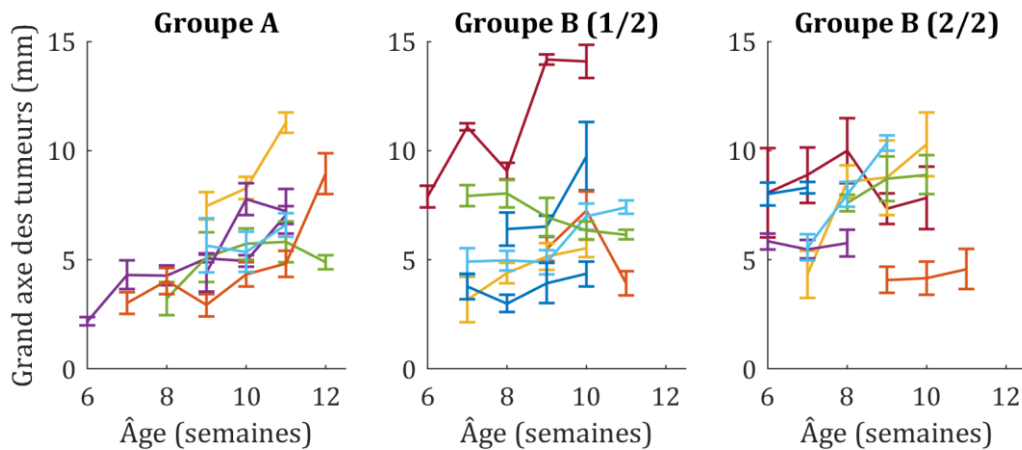 Groupe A
Groupe B (1/2)
Groupe B (2/2)
Grand axe des tumeurs (mm)
15
10
5
0
6 8 10 12
Âge (semaines)
15
10
5
0
6 8 10 12
Âge (semaines)
15
10
5
0
6 8 10 12
Âge (semaines)